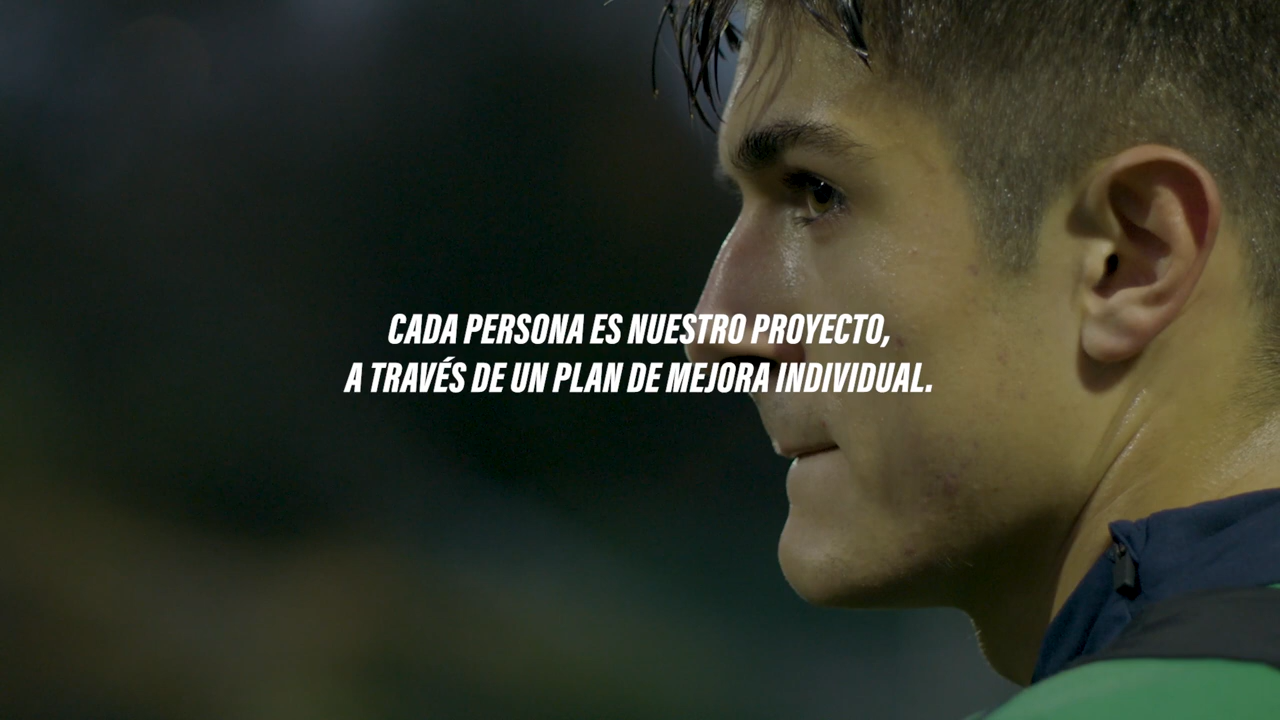 CADA PERSONA ES NUESTRO PROYECTO,
A TRAVÉS DE UN PLAN DE MEJORA INDIVIDUAL.